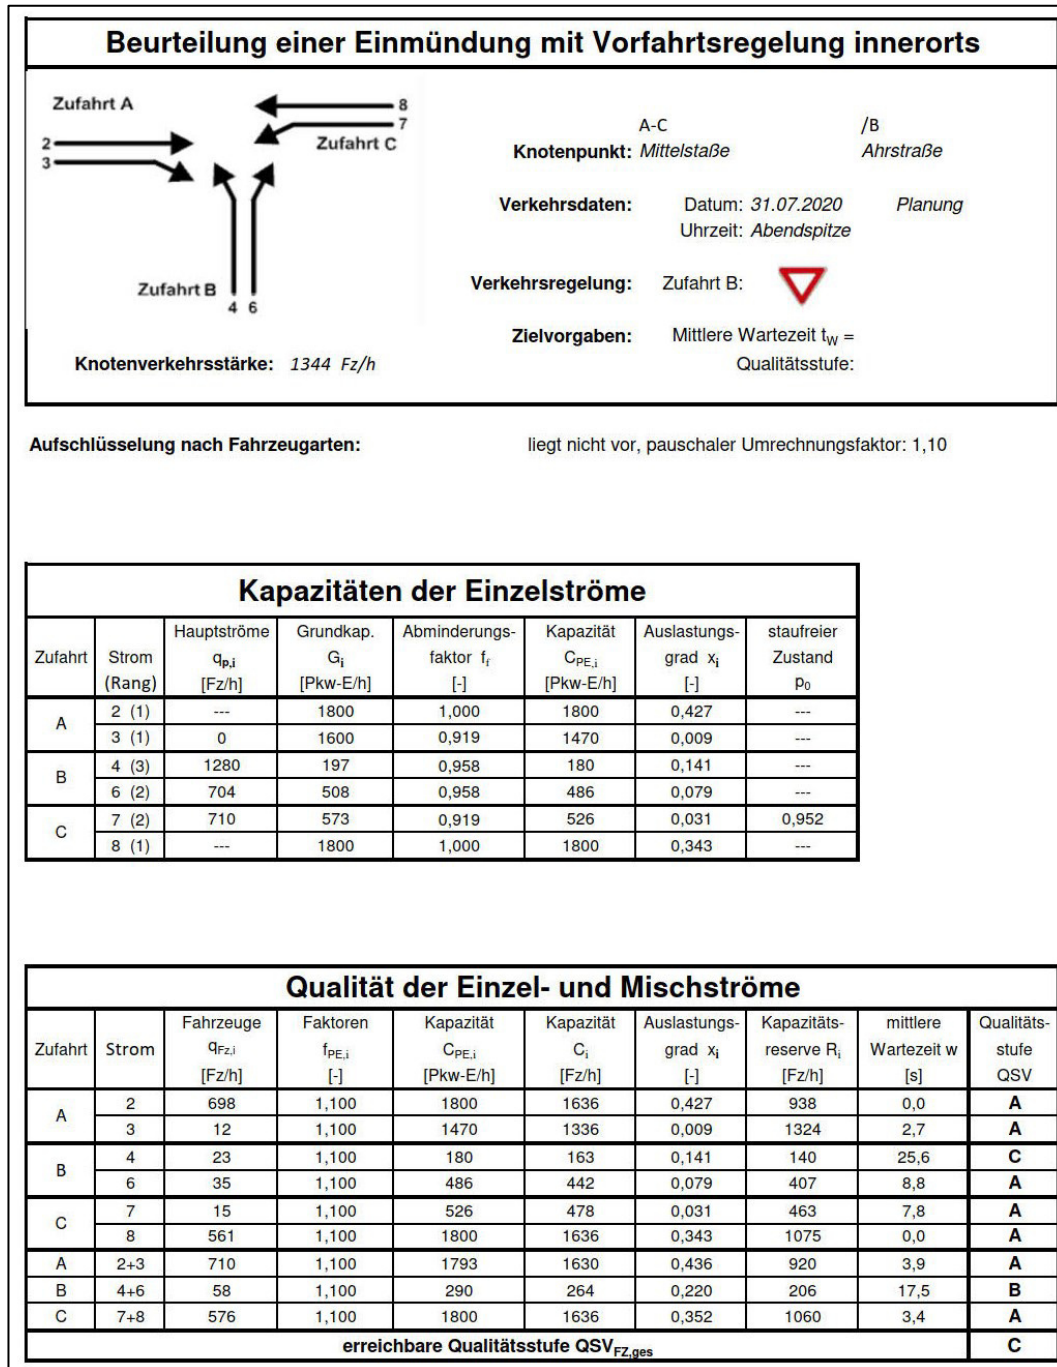 Beurteilung einer Einmündung mit Vorfahrtsregelung innerorts
Zufahrt A
8
7
Zufahrt C
2
3
Zufahrt B
4 6
Knotenverkehrsstärke: 1344 Fz/h
A-C /B
Knotenpunkt: Mittelstaße Ahrstraße
Verkehrsdaten: Datum: 31.07.2020 Planung
Uhrzeit: Abendspitze
Verkehrsregelung: Zufahrt B:
Zielvorgaben: Mittlere Wartezeit tW =
Qualitätsstufe:
Aufschlüsselung nach Fahrzeugarten: liegt nicht vor, pauschaler Umrechnungsfaktor: 1,10
Kapazitäten der Einzelströme
Hauptströme Grundkap. Abminderungs- Kapazität Auslastungs- staufreier
Zufahrt Strom qp,i Gi faktor ff CPE,i grad xi Zustand
(Rang) [Fz/h] [Pkw-E/h] [-] [Pkw-E/h] [-] p0
A 2 (1) --- 1800 1,000 1800 0,427 ---
3 (1) 0 1600 0,919 1470 0,009 ---
B 4 (3) 1280 197 0,958 180 0,141 ---
6 (2) 704 508 0,958 486 0,079 ---
C 7 (2) 710 573 0,919 526 0,031 0,952
8 (1) --- 1800 1,000 1800 0,343 ---
Qualität der Einzel- und Mischströme
Fahrzeuge Faktoren Kapazität Kapazität Auslastungs- Kapazitäts- mittlere Qualitäts-
Zufahrt Strom qFz,i fPE,i CPE,i Ci grad xi reserve Ri Wartezeit w stufe
[Fz/h] [-] [Pkw-E/h] [Fz/h] [-] [Fz/h] [s] QSV
A 2 698 1,100 1800 1636 0,427 938 0,0 A
3 12 1,100 1470 1336 0,009 1324 2,7 A
B 4 23 1,100 180 163 0,141 140 25,6 C
6 35 1,100 486 442 0,079 407 8,8 A
C 7 15 1,100 526 478 0,031 463 7,8 A
8 561 1,100 1800 1636 0,343 1075 0,0 A
A 2+3 710 1,100 1793 1630 0,436 920 3,9 A
B 4+6 58 1,100 290 264 0,220 206 17,5 B
C 7+8 576 1,100 1800 1636 0,352 1060 3,4 A
erreichbare Qualitätsstufe QSVFZ,ges C